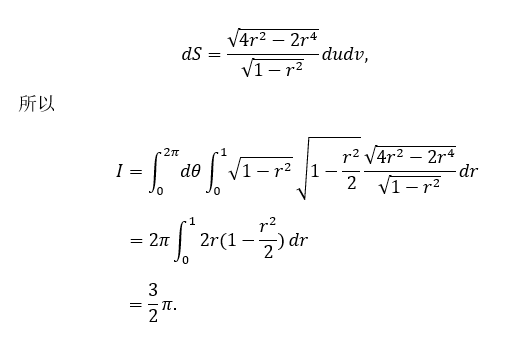 $dS = \frac{\sqrt{4r^2 - 2r^4}}{\sqrt{1 - r^2}} dudv,$
所以
$I = \int_0^{2\pi} d\theta \int_0^1 \sqrt{1 - r^2} \sqrt{1 - \frac{r^2}{2}} \frac{\sqrt{4r^2 - 2r^4}}{\sqrt{1 - r^2}} dr$
$= 2\pi \int_0^1 2r(1 - \frac{r^2}{2}) dr$
$= \frac{3}{2}\pi.$